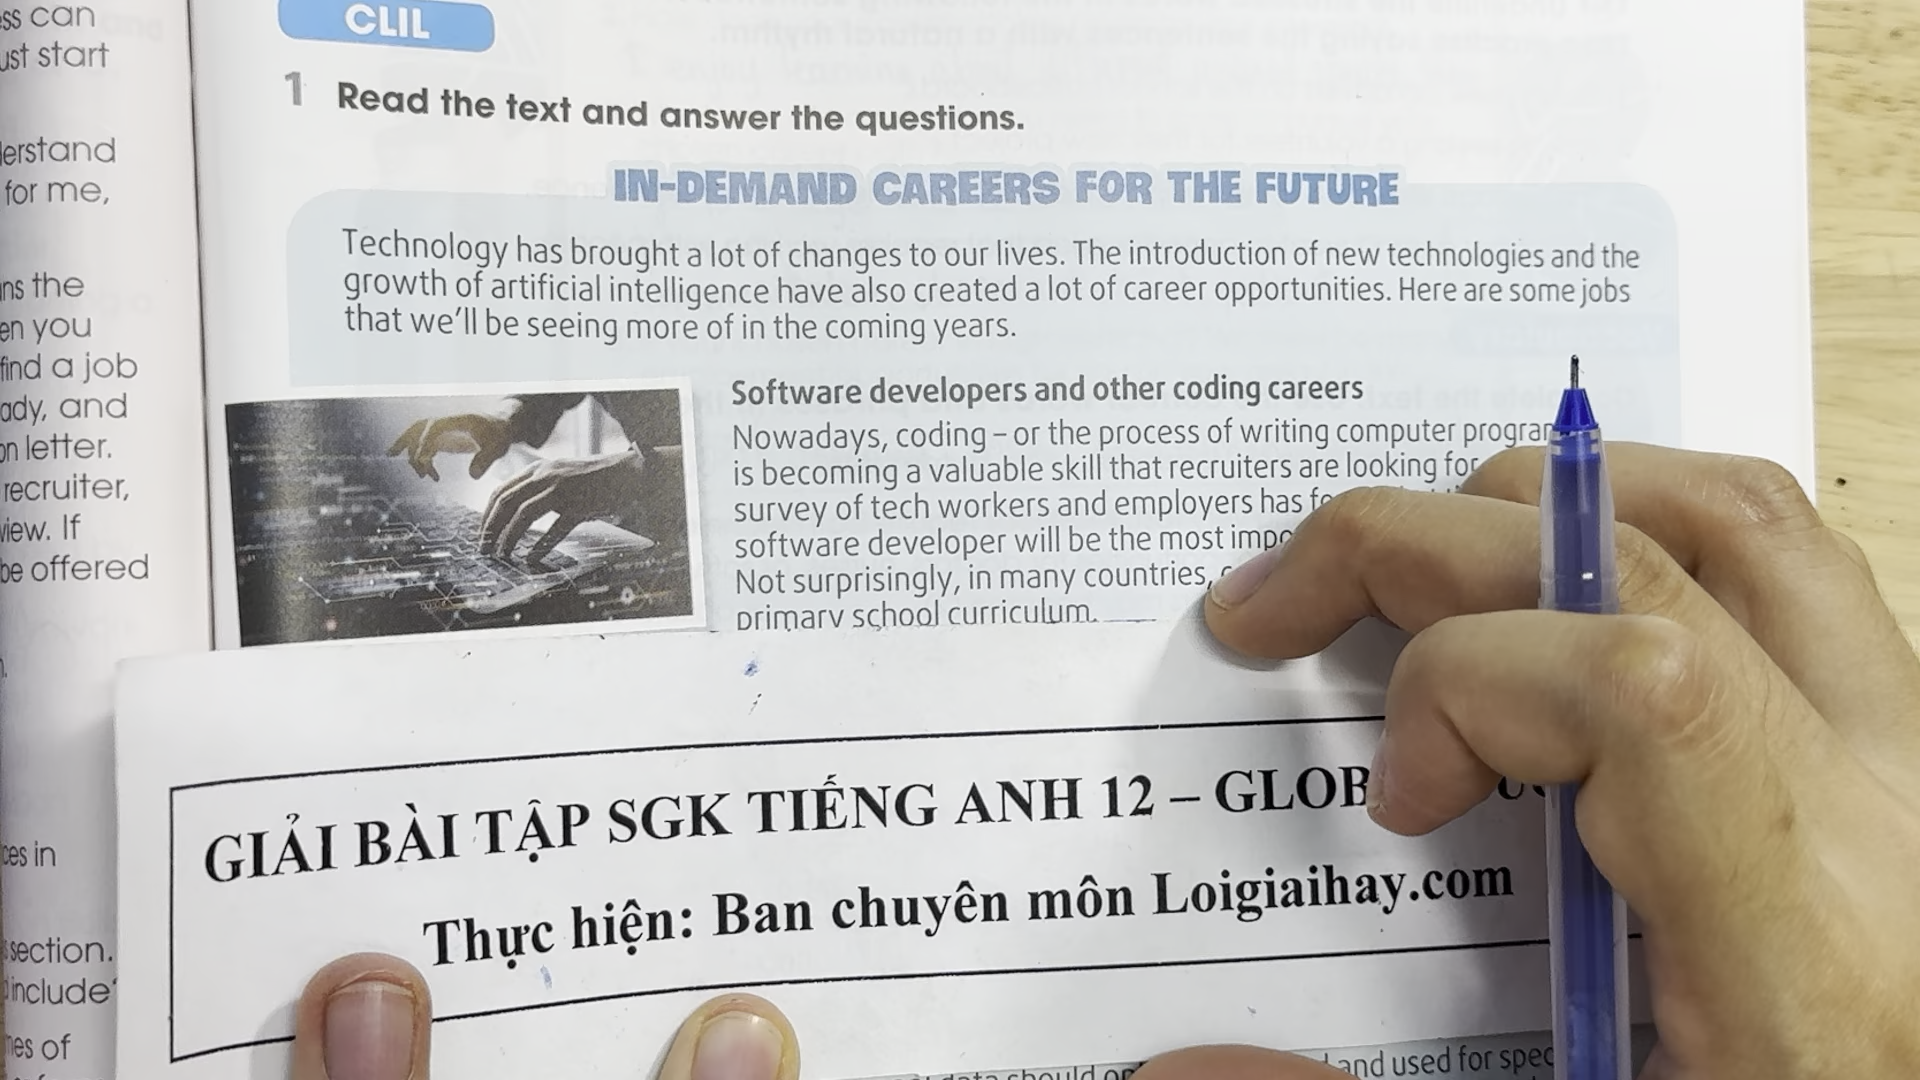 ss can
ust start
erstand
for me,
ns the
en you
find a job
ady, and
on letter.
recruiter,
view. If
be offered
ces in
section.
include
nes of
CLIL
1 Read the text and answer the questions.
IN-DEMAND CAREERS FOR THE FUTURE
Technology has brought a lot of changes to our lives. The introduction of new technologies and the
growth of artificial intelligence have also created a lot of career opportunities. Here are some jobs
that we'll be seeing more of in the coming years.
Software developers and other coding careers
Nowadays, coding – or the process of writing computer progran
is becoming a valuable skill that recruiters are looking for
survey of tech workers and employers has
software developer will be the most impo
Not surprisingly, in many countries,
primary school curriculum.
GIẢI BÀI TẬP SGK TIẾNG ANH 12 – GLOB
Thực hiện: Ban chuyên môn Loigiaihay.com
data should
and used for spec